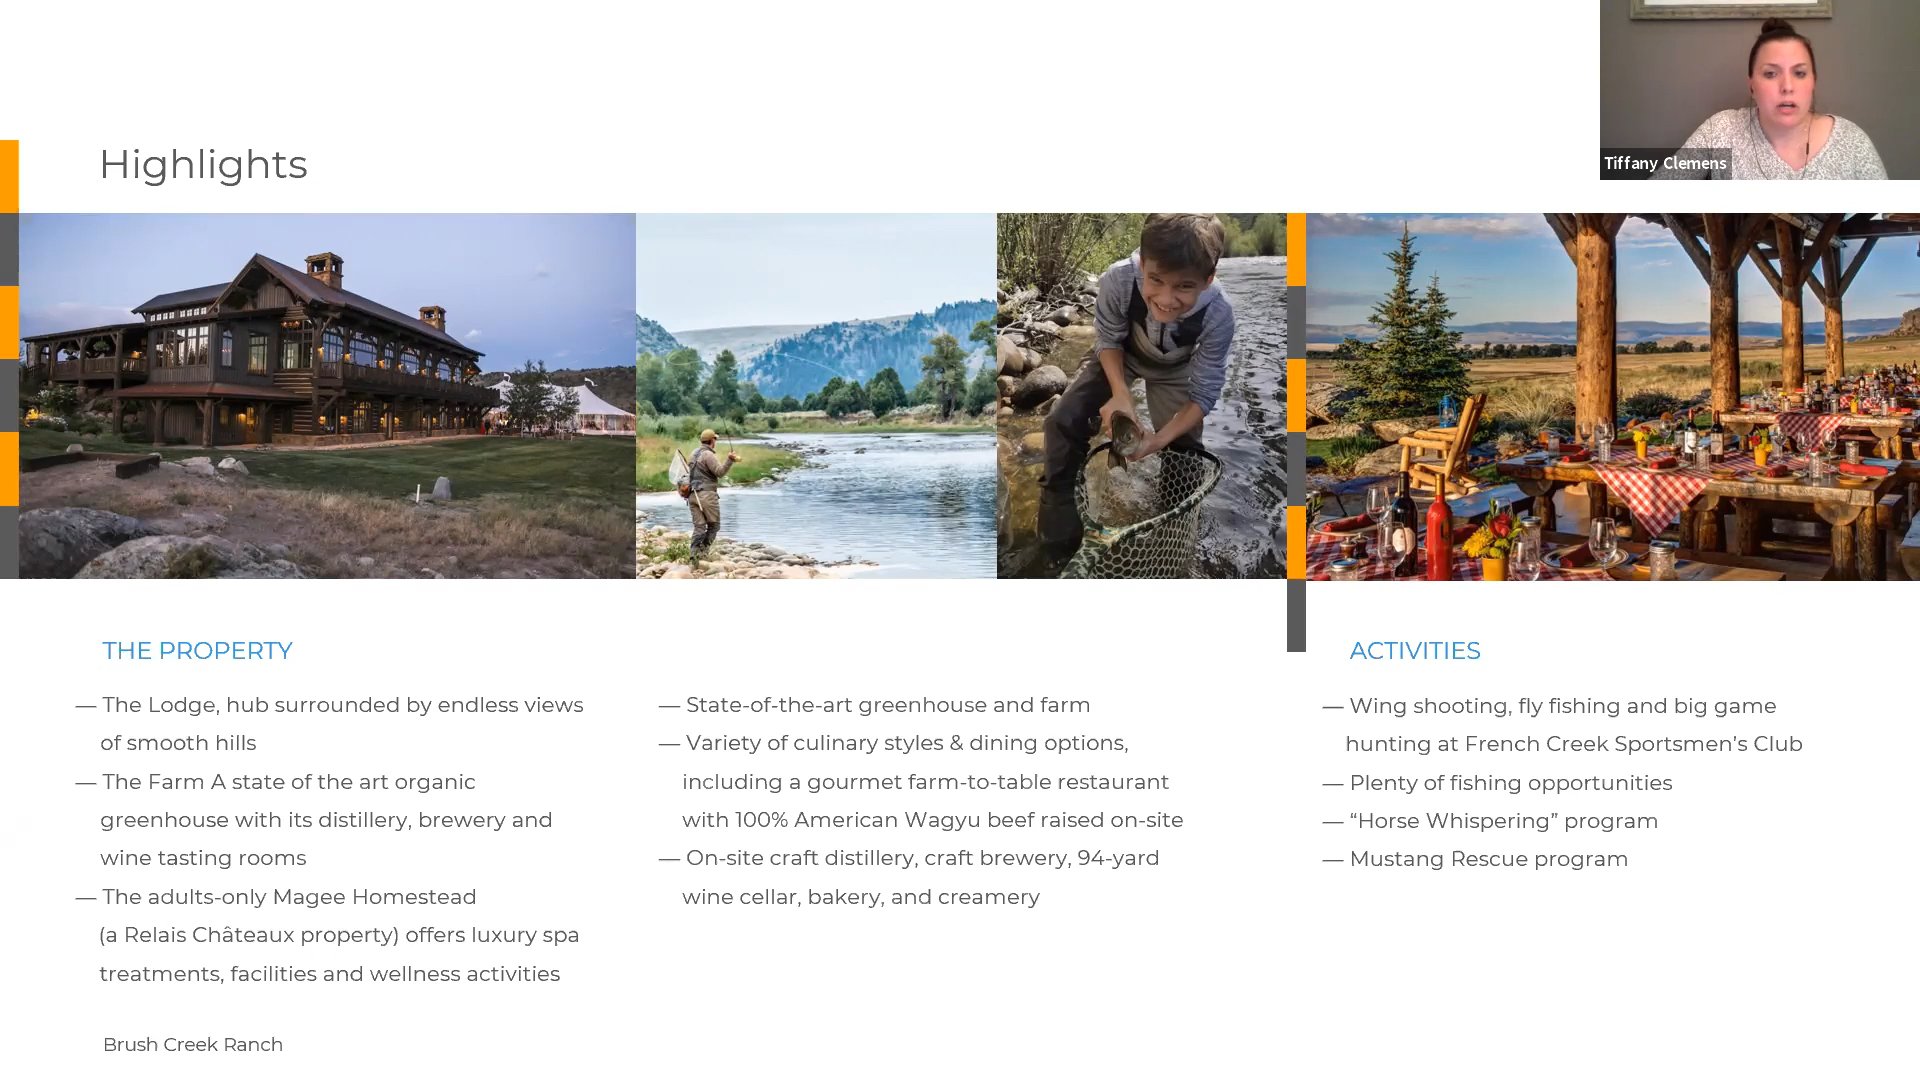 Tiffany Clemens
Highlights
THE PROPERTY
— The Lodge, hub surrounded by endless views
of smooth hills
— The Farm A state of the art organic
greenhouse with its distillery, brewery and
wine tasting rooms
— The adults-only Magee Homestead
(a Relais Châteaux property) offers luxury spa
treatments, facilities and wellness activities
— State-of-the-art greenhouse and farm
— Variety of culinary styles & dining options,
including a gourmet farm-to-table restaurant
with 100% American Wagyu beef raised on-site
— On-site craft distillery, craft brewery, 94-yard
wine cellar, bakery, and creamery
ACTIVITIES
— Wing shooting, fly fishing and big game
hunting at French Creek Sportsmen’s Club
— Plenty of fishing opportunities
— “Horse Whispering” program
— Mustang Rescue program
Brush Creek Ranch